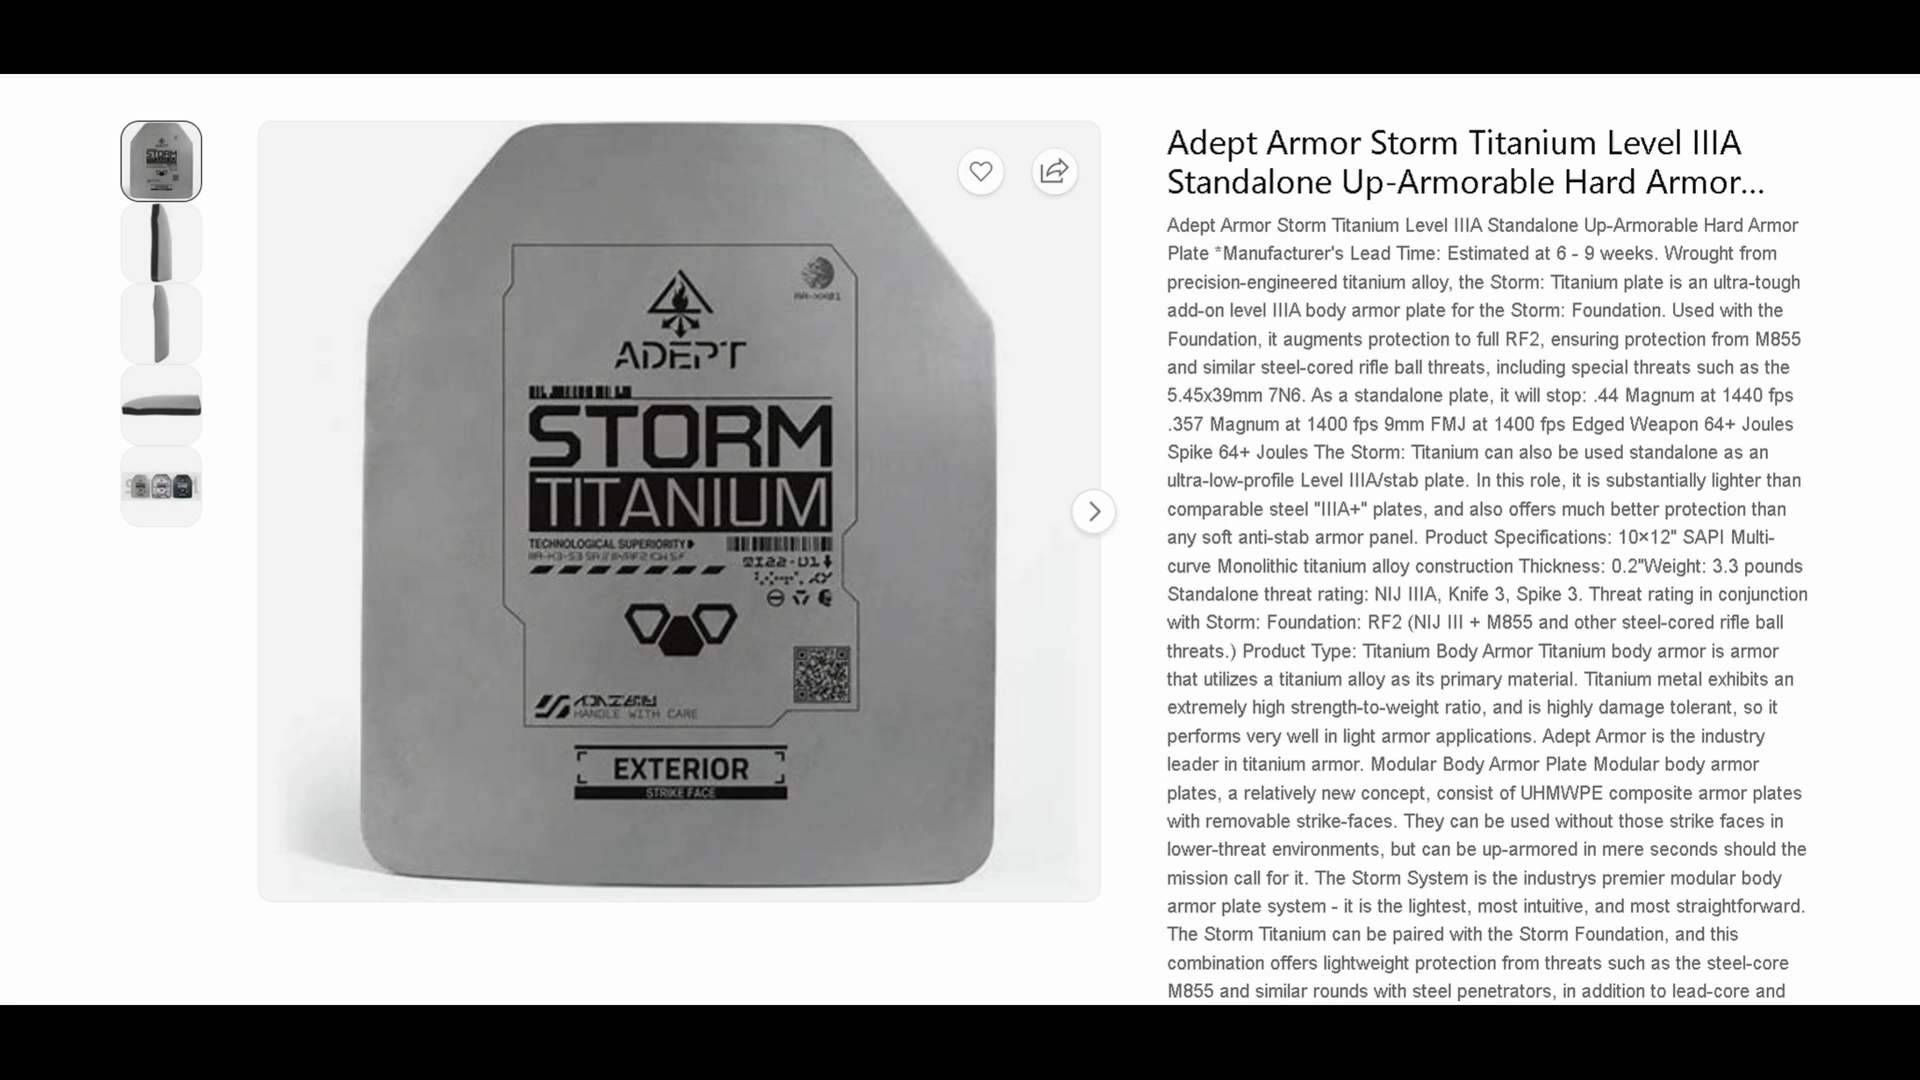 Adept Armor Storm Titanium Level IIIA
Standalone Up-Armorable Hard Armor...
Adept Armor Storm Titanium Level IIIA Standalone Up-Armorable Hard Armor
Plate *Manufacturer's Lead Time: Estimated at 6 - 9 weeks. Wrought from
precision-engineered titanium alloy, the Storm: Titanium plate is an ultra-tough
add-on level IIIA body armor plate for the Storm: Foundation. Used with the
Foundation, it augments protection to full RF2, ensuring protection from M855
and similar steel-cored rifle ball threats, including special threats such as the
5.45x39mm 7N6. As a standalone plate, it will stop: .44 Magnum at 1440 fps
.357 Magnum at 1400 fps 9mm FMJ at 1400 fps Edged Weapon 64+ Joules
Spike 64+ Joules The Storm: Titanium can also be used standalone as an
ultra-low-profile Level IIIA/stab plate. In this role, it is substantially lighter than
comparable steel "IIIA+" plates, and also offers much better protection than
any soft anti-stab armor panel. Product Specifications: 10×12" SAPI Multi-
curve Monolithic titanium alloy construction Thickness: 0.2"Weight: 3.3 pounds
Standalone threat rating: NIJ IIIA, Knife 3, Spike 3. Threat rating in conjunction
with Storm: Foundation: RF2 (NIJ III + M855 and other steel-cored rifle ball
threats.) Product Type: Titanium Body Armor Titanium body armor is armor
that utilizes a titanium alloy as its primary material. Titanium metal exhibits an
extremely high strength-to-weight ratio, and is highly damage tolerant, so it
performs very well in light armor applications. Adept Armor is the industry
leader in titanium armor. Modular Body Armor Plate Modular body armor
plates, a relatively new concept, consist of UHMWPE composite armor plates
with removable strike-faces. They can be used without those strike faces in
lower-threat environments, but can be up-armored in mere seconds should the
mission call for it. The Storm System is the industrys premier modular body
armor plate system - it is the lightest, most intuitive, and most straightforward.
The Storm Titanium can be paired with the Storm Foundation, and this
combination offers lightweight protection from threats such as the steel-core
M855 and similar rounds with steel penetrators, in addition to lead-core and
ADEPT
STORM
TITANIUM
TECHNOLOGICAL SUPERIORITY
HANDLE WITH CARE
EXTERIOR
STRIKE FACE